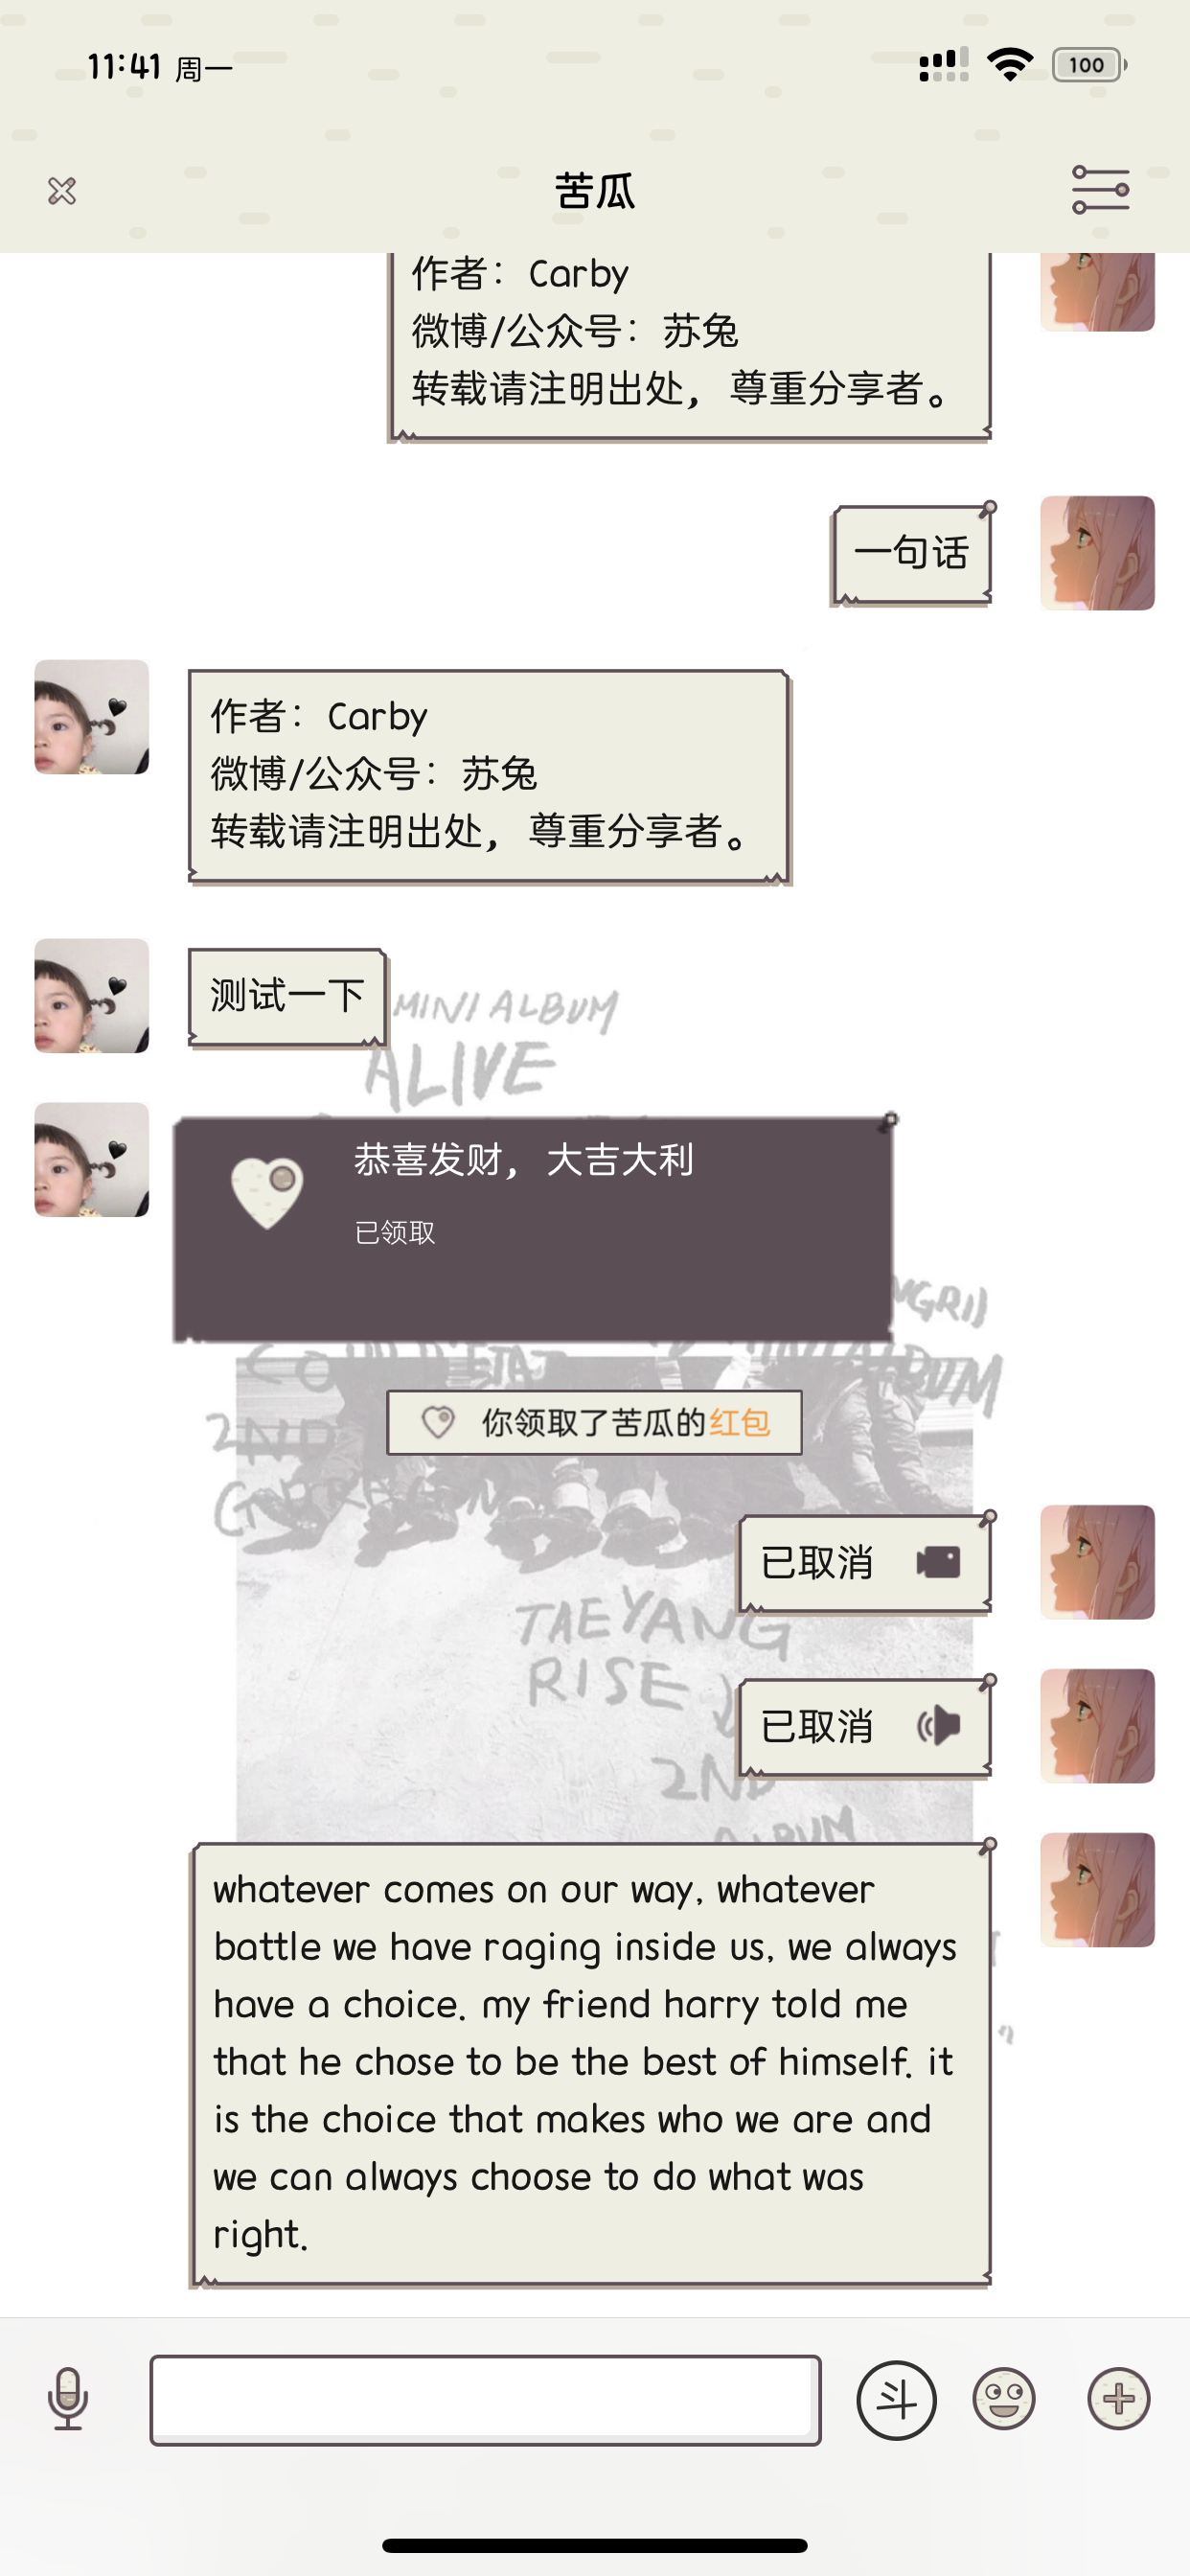 11:41 周一
100
苦瓜
作者：Carby
微博/公众号：苏兔
转载请注明出处，尊重分享者。
一句话
作者：Carby
微博/公众号：苏兔
转载请注明出处，尊重分享者。
测试一下
MINI ALBUM
ALIVE
恭喜发财，大吉大利
已领取
ALBUM
2ND
你领取了苦瓜的红包
已取消
TAEYANG
RISE
已取消
2ND
ALBUM
whatever comes on our way, whatever
battle we have raging inside us, we always
have a choice. my friend harry told me
that he chose to be the best of himself. it
is the choice that makes who we are and
we can always choose to do what was
right.
斗